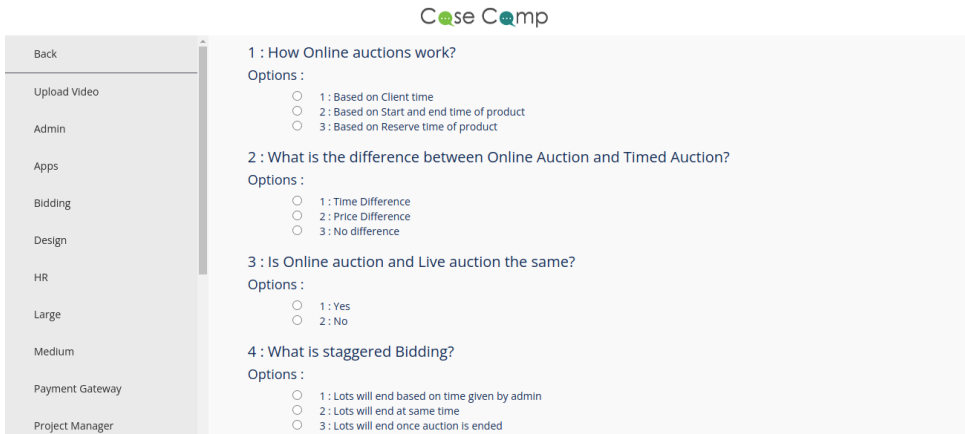 Case Camp
Back
Upload Video
Admin
Apps
Bidding
Design
HR
Large
Medium
Payment Gateway
Project Manager
1 : How Online auctions work?
Options :
1 : Based on Client time
2 : Based on Start and end time of product
3 : Based on Reserve time of product
2 : What is the difference between Online Auction and Timed Auction?
Options :
1 : Time Difference
2 : Price Difference
3 : No difference
3 : Is Online auction and Live auction the same?
Options :
1 : Yes
2 : No
4 : What is staggered Bidding?
Options :
1 : Lots will end based on time given by admin
2 : Lots will end at same time
3 : Lots will end once auction is ended